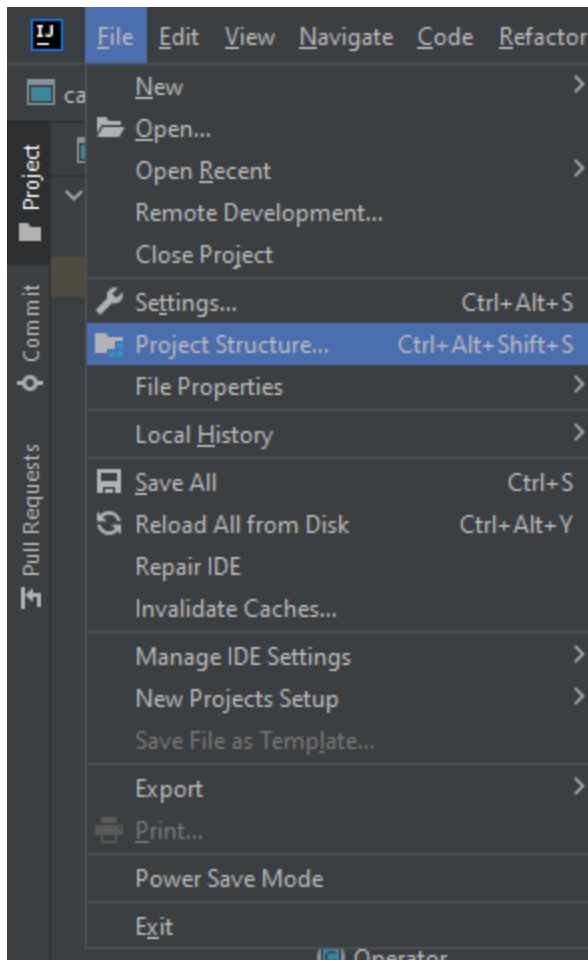 IJ File Edit View Navigate Code Refactor
ca
New
Open...
Open Recent
Remote Development...
Close Project
Settings... Ctrl+Alt+S
Project Structure... Ctrl+Alt+Shift+S
File Properties
Local History
Save All Ctrl+S
Reload All from Disk Ctrl+Alt+Y
Repair IDE
Invalidate Caches...
Manage IDE Settings
New Projects Setup
Save File as Template...
Export
Print...
Power Save Mode
Exit
Project
Commit
Pull Requests
C Operator